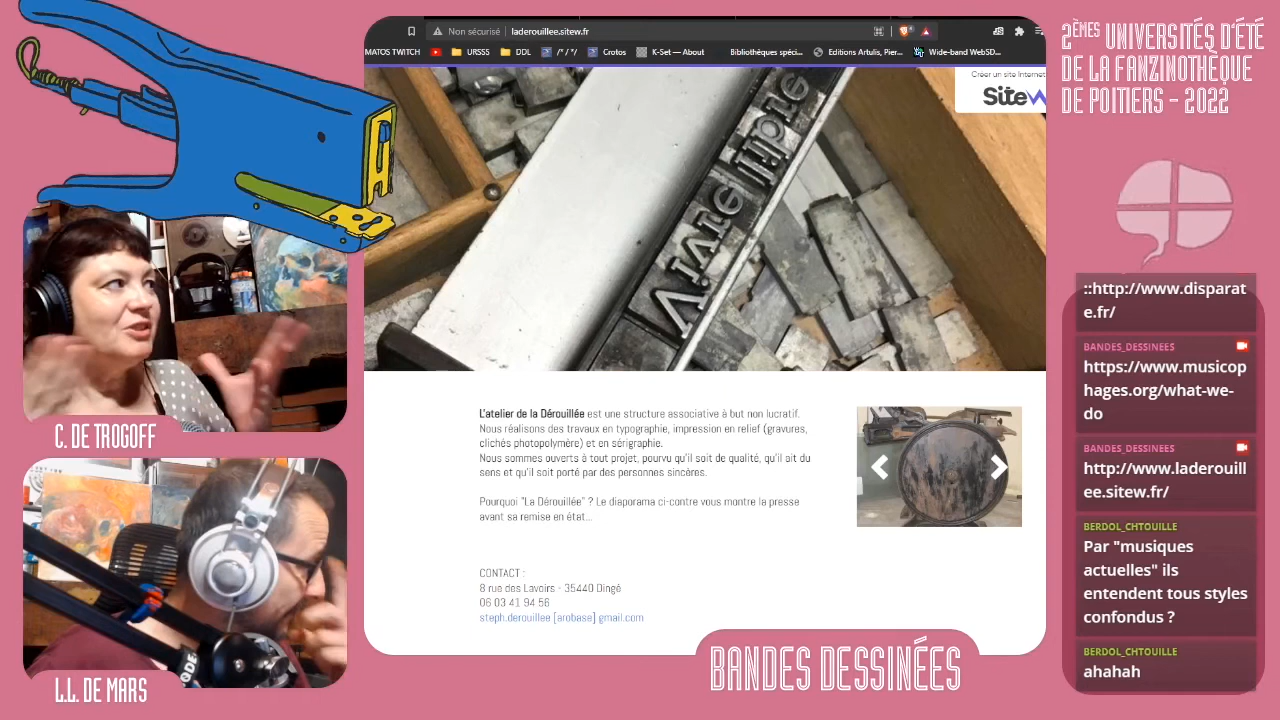 Non sécurisé laderouillee.sitew.fr
MATOS TWITCH URSSS DDL /*/*/ Crotos K-Set — About Bibliothèques spéci... Editions Artulis, Pier... Wide-band WebSD...
Créer un site Internet
SiteW
L'atelier de la Dérouillée est une structure associative à but non lucratif.
Nous réalisons des travaux en typographie, impression en relief (gravures,
clichés photopolymère) et en sérigraphie.
Nous sommes ouverts à tout projet, pourvu qu'il soit de qualité, qu'il ait du
sens et qu'il soit porté par des personnes sincères.
Pourquoi "La Dérouillée" ? Le diaporama ci-contre vous montre la presse
avant sa remise en état...
CONTACT :
8 rue des Lavoirs - 35440 Dingé
06 03 41 94 56
steph.derouillee [arobase] gmail.com
C. DE TROGOFF
L.L. DE MARS
BANDES DESSINÉES
2ÈMES UNIVERSITÉS D'ÉTÉ
DE LA FANZINOTHÈQUE
DE POITIERS - 2022
::http://www.disparat
e.fr/
BANDES_DESSINEES
https://www.musicop
hages.org/what-we-
do
BANDES_DESSINEES
http://www.laderouill
ee.sitew.fr/
BERDOL_CHTOUILLE
Par "musiques
actuelles" ils
entendent tous styles
confondus ?
BERDOL_CHTOUILLE
ahahah